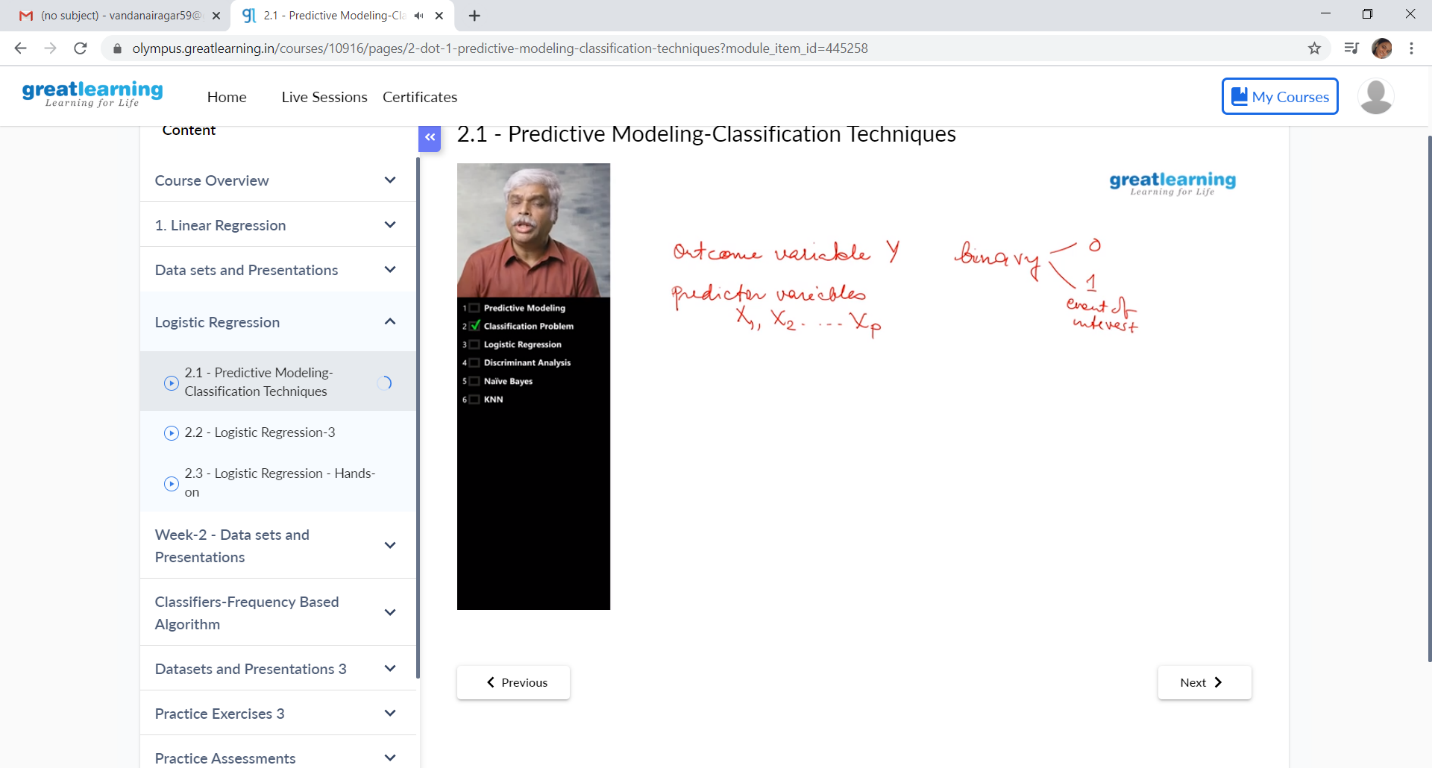 (no subject) - vandanairagar59@
2.1 - Predictive Modeling-Cla
olympus.greatlearning.in/courses/10916/pages/2-dot-1-predictive-modeling-classification-techniques?module_item_id=445258
greatlearning
Learning for Life
Home Live Sessions Certificates
My Courses
Content
Course Overview
1. Linear Regression
Data sets and Presentations
Logistic Regression
2.1 - Predictive Modeling-
Classification Techniques
2.2 - Logistic Regression-3
2.3 - Logistic Regression - Hands-
on
Week-2 - Data sets and
Presentations
Classifiers-Frequency Based
Algorithm
Datasets and Presentations 3
Practice Exercises 3
Practice Assessments
2.1 - Predictive Modeling-Classification Techniques
greatlearning
Learning for Life
1 Predictive Modeling
2 Classification Problem
3 Logistic Regression
4 Discriminant Analysis
5 Naïve Bayes
6 KNN
Outcome variable Y binary 0
1
event of
interest
Predictor variables
X1, X2 . . . . . Xp
Previous
Next